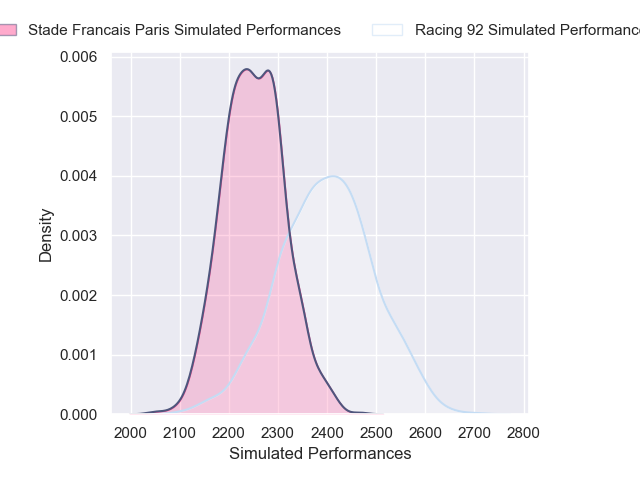 Stade Francais Paris Simulated Performances Racing 92 Simulated Performanc
0.006
0.005
0.004
0.003
0.002
0.001
0.000
Density
2000 2100 2200 2300 2400 2500 2600 2700 2800
Simulated Performances